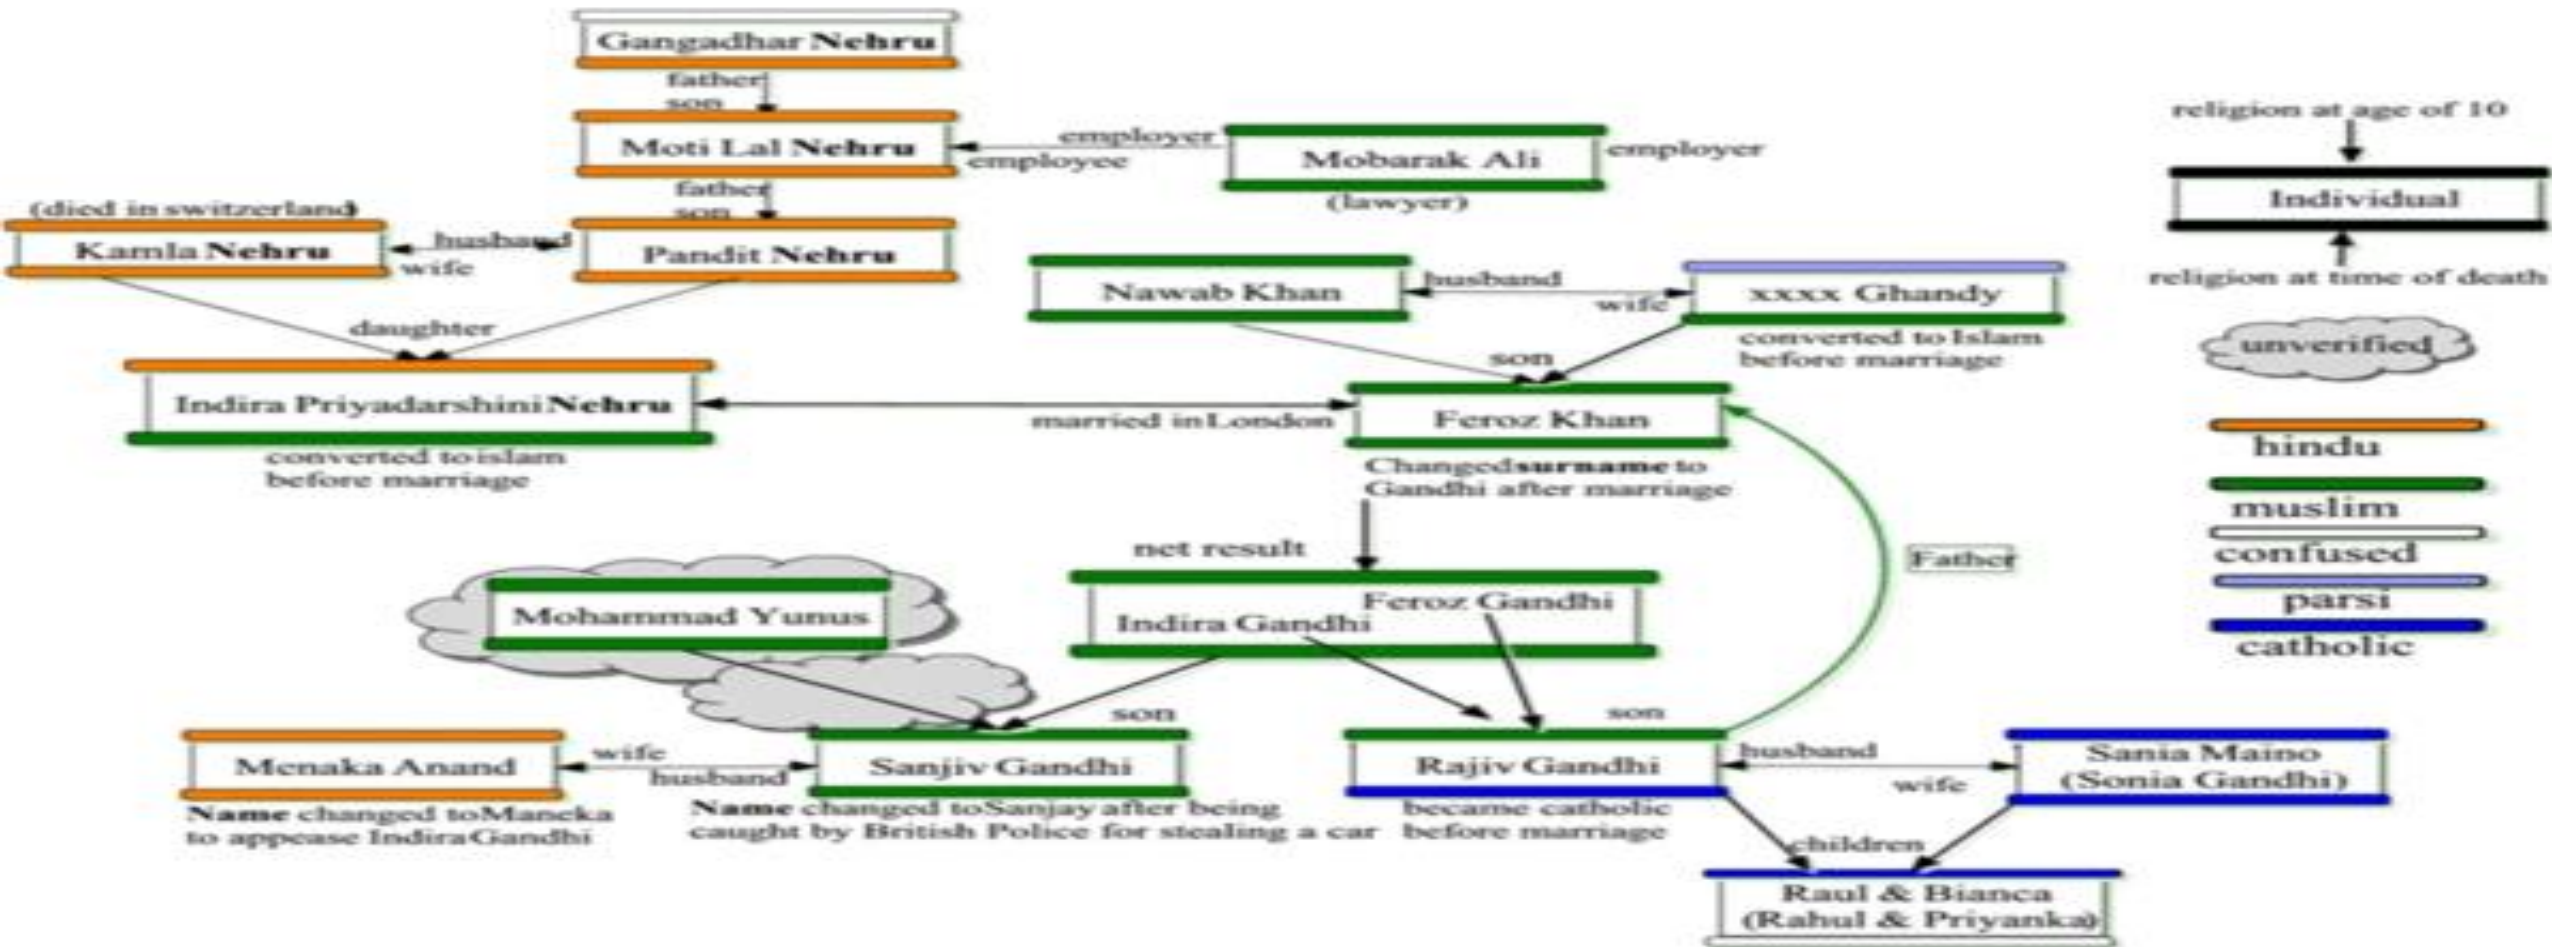 Gangadhar Nehru
father
son
Moti Lal Nehru
employer
employee
Mobarak Ali
employer
(lawyer)
father
son
(died in switzerland)
Kamla Nehru
husband
wife
Pandit Nehru
daughter
Nawab Khan
husband
wife
xxxx Ghandy
converted to Islam
before marriage
son
Indira Priyadarshini Nehru
converted to islam
before marriage
married in London
Feroz Khan
Changed surname to
Gandhi after marriage
net result
Father
Mohammad Yunus
Feroz Gandhi
Indira Gandhi
son
son
Menaka Anand
wife
husband
Name changed to Maneka
to appease Indira Gandhi
Sanjiv Gandhi
Name changed to Sanjay after being
caught by British Police for stealing a car
Rajiv Gandhi
became catholic
before marriage
husband
wife
Sania Maino
(Sonia Gandhi)
children
Raul & Bianca
(Rahul & Priyanka)
religion at age of 10
Individual
religion at time of death
unverified
hindu
muslim
confused
parsi
catholic